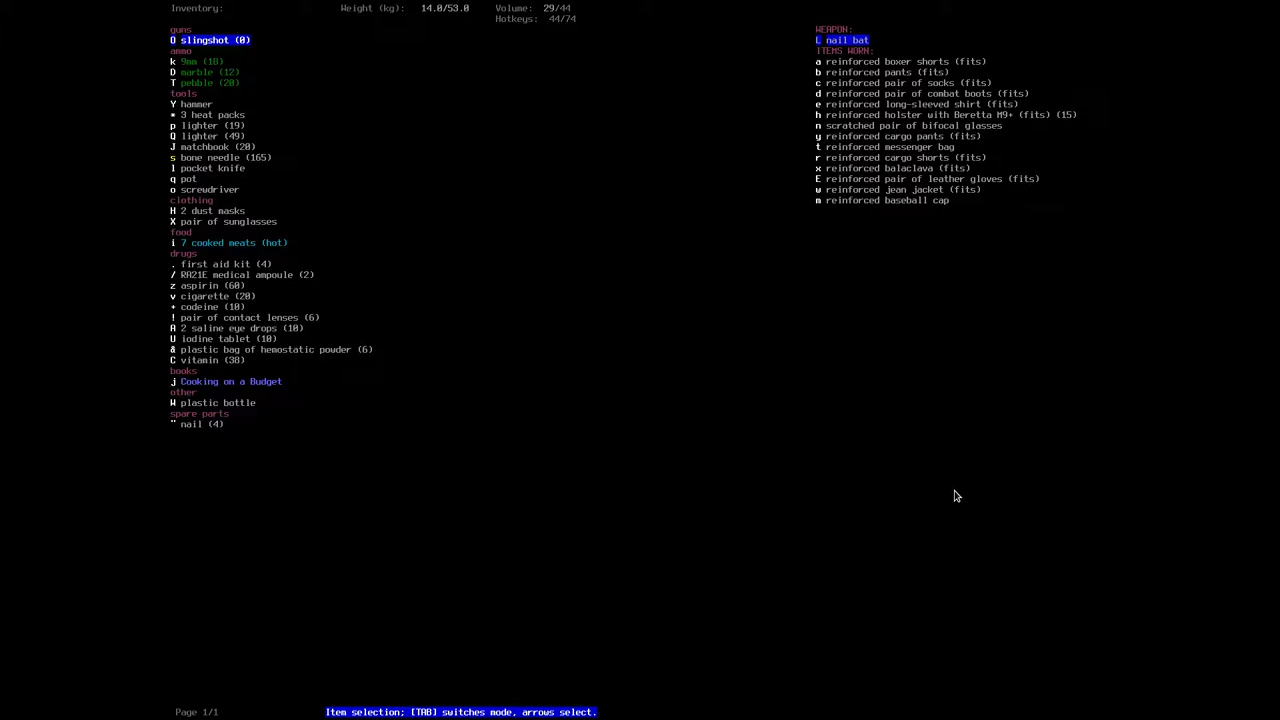 Inventory: Weight (kg): 14.0/53.0 Volume: 29/44
Hotkeys: 44/74
guns
O slingshot (0)
ammo
k 9mm (18)
D marble (12)
T pebble (20)
tools
Y hammer
* 3 heat packs
p lighter (19)
Q lighter (49)
J matchbook (20)
s bone needle (165)
l pocket knife
q pot
o screwdriver
clothing
H 2 dust masks
X pair of sunglasses
food
i 7 cooked meats (hot)
drugs
. first aid kit (4)
/ RA21E medical ampoule (2)
z aspirin (60)
v cigarette (20)
+ codeine (10)
! pair of contact lenses (6)
A 2 saline eye drops (10)
U iodine tablet (10)
& plastic bag of hemostatic powder (6)
C vitamin (38)
books
j Cooking on a Budget
other
W plastic bottle
spare parts
" nail (4)
WEAPON:
L nail bat
ITEMS WORN:
a reinforced boxer shorts (fits)
b reinforced pants (fits)
c reinforced pair of socks (fits)
d reinforced pair of combat boots (fits)
e reinforced long-sleeved shirt (fits)
h reinforced holster with Beretta M9+ (fits) (15)
n scratched pair of bifocal glasses
y reinforced cargo pants (fits)
t reinforced messenger bag
r reinforced cargo shorts (fits)
x reinforced balaclava (fits)
E reinforced pair of leather gloves (fits)
w reinforced jean jacket (fits)
m reinforced baseball cap
Page 1/1 Item selection; [TAB] switches mode, arrows select.